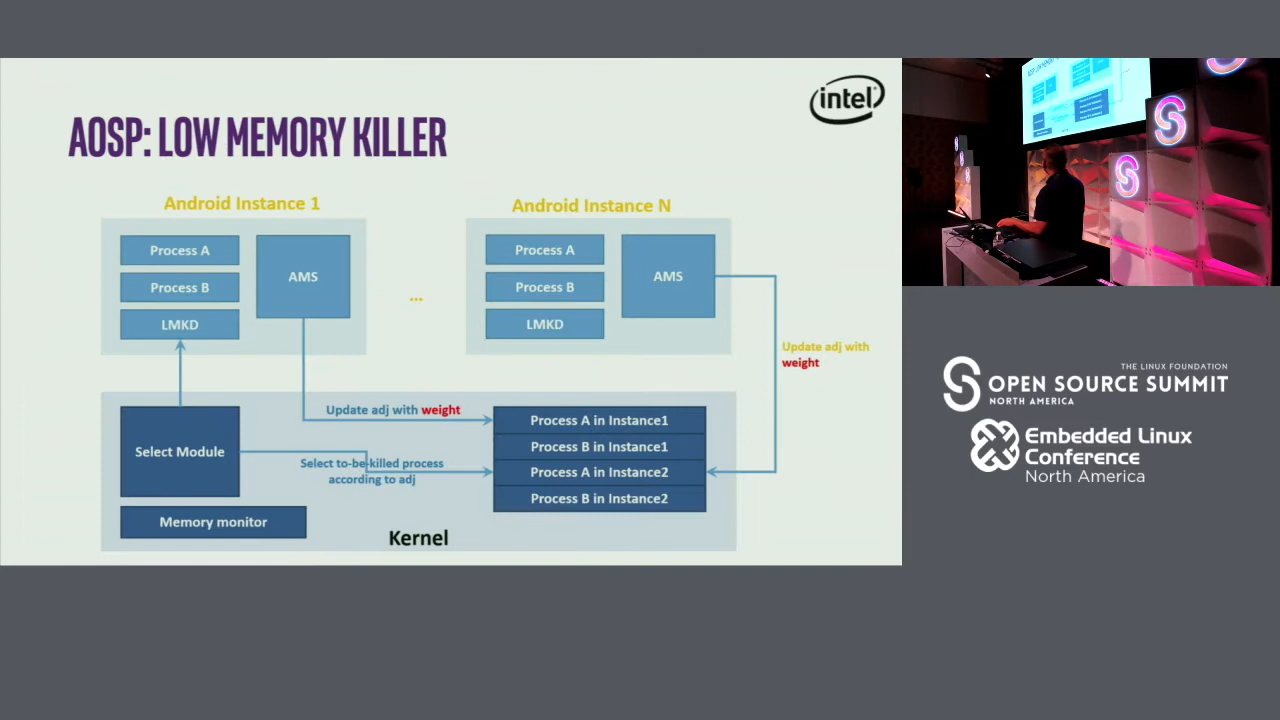 intel
AOSP: LOW MEMORY KILLER
Android Instance 1
Process A
Process B
LMKD
AMS
...
Android Instance N
Process A
Process B
LMKD
AMS
Update adj with
weight
Update adj with weight
Select Module
Select to-be-killed process
according to adj
Memory monitor
Process A in Instance1
Process B in Instance1
Process A in Instance2
Process B in Instance2
Kernel
THE LINUX FOUNDATION
OPEN SOURCE SUMMIT
NORTH AMERICA
Embedded Linux
Conference
North America